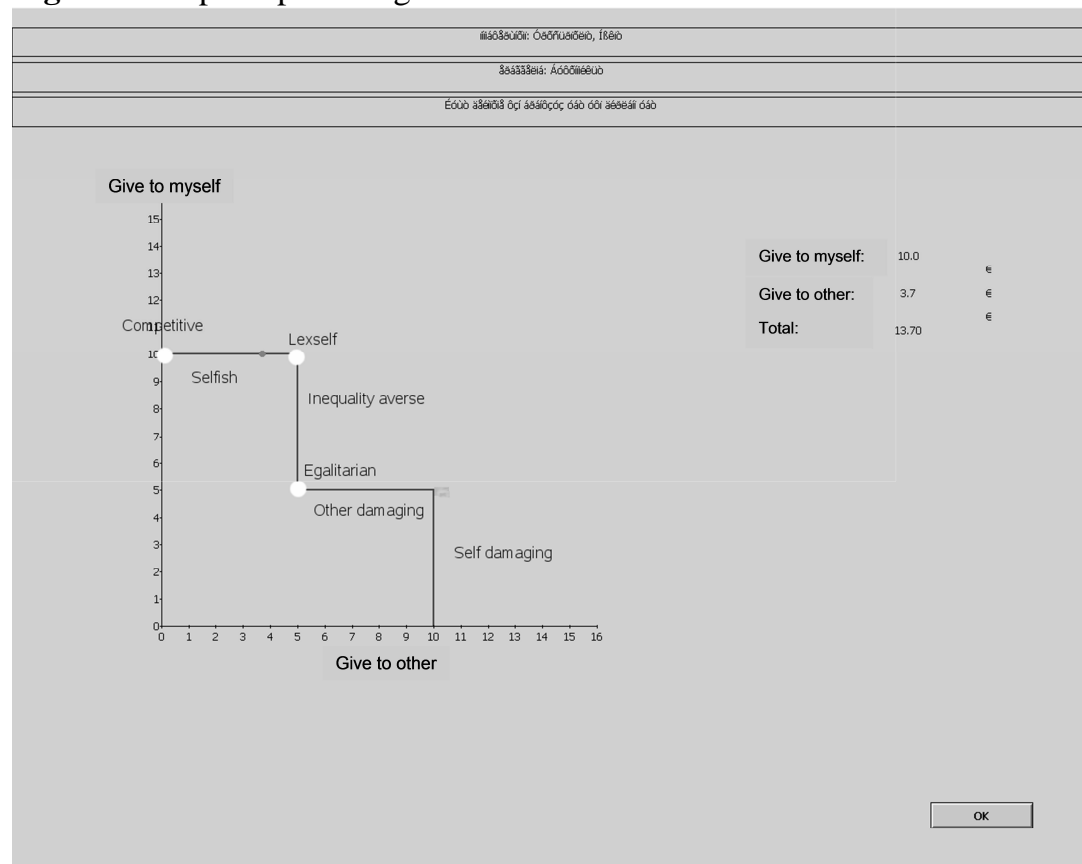 Give to myself
15
14
13
12
Competitive
11
10
Lexself
Selfish
9
Inequality averse
8
7
6
Egalitarian
5
Other damaging
4
3
Self damaging
2
1
0
0 1 2 3 4 5 6 7 8 9 10 11 12 13 14 15 16
Give to other
Give to myself: 10.0
€
Give to other: 3.7 €
€
Total: 13.70
OK